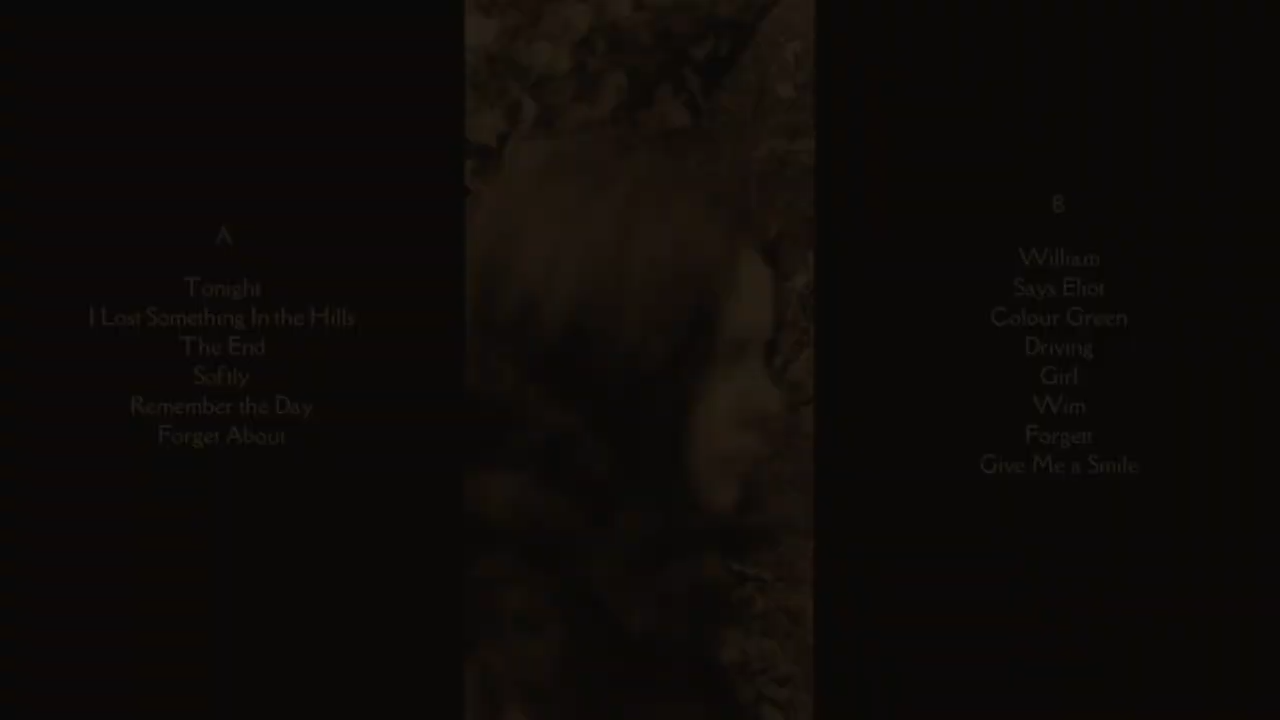 A
Tonight
I Lost Something In the Hills
The End
Softly
Remember the Day
Forget About
B
William
Says Eliot
Colour Green
Driving
Girl
Wim
Forgett
Give Me a Smile